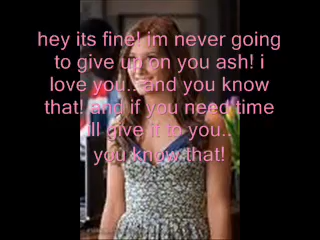 hey its fine! im never going
to give up on you ash! i
love you.. and you know
that! and if you need time
ill give it to you..
you know that!